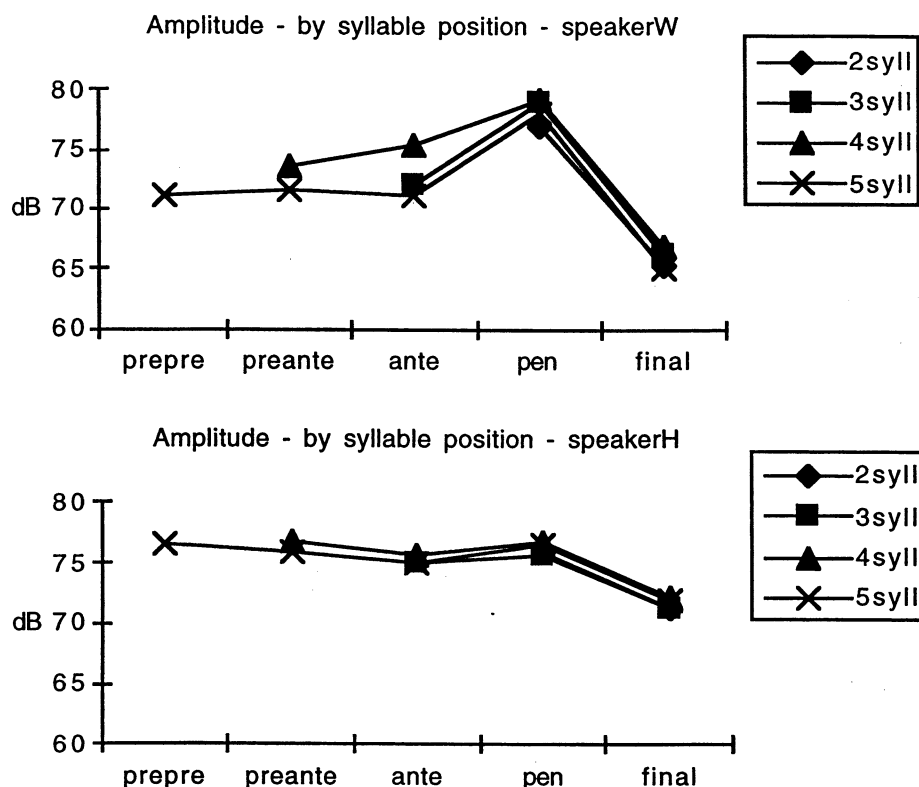 Amplitude - by syllable position - speakerW
80
75
70
65
60
dB
prepre preante ante pen final
2syll
3syll
4syll
5syll
Amplitude - by syllable position - speakerH
80
75
70
65
60
dB
prepre preante ante pen final
2syll
3syll
4syll
5syll